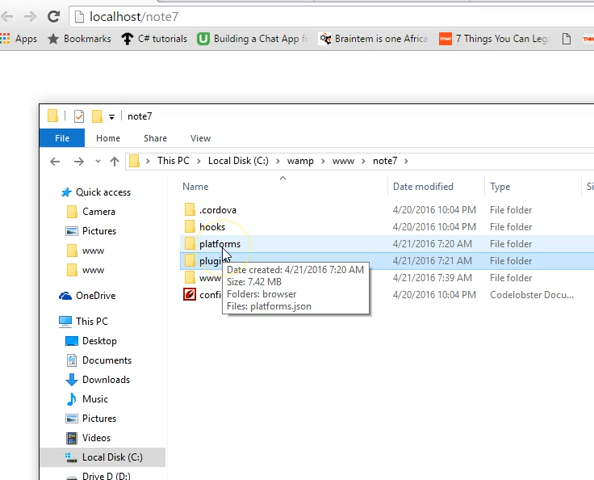 localhost/note7
Apps Bookmarks C# tutorials Building a Chat App f Braintem is one Africa 7 Things You Can Leg
note7
File Home Share View
This PC > Local Disk (C:) > wamp > www > note7 >
Name Date modified Type Si
Quick access
Camera
Pictures
www
www
OneDrive
This PC
Desktop
Documents
Downloads
Music
Pictures
Videos
Local Disk (C:)
Drive D (D:)
.cordova 4/20/2016 10:04 PM File folder
hooks 4/20/2016 10:04 PM File folder
platforms 4/21/2016 7:20 AM File folder
plugi 4/21/2016 7:21 AM File folder
www 4/21/2016 7:39 AM File folder
confi 4/20/2016 10:04 PM Codelobster Docu...
Date created: 4/21/2016 7:20 AM
Size: 7.42 MB
Folders: browser
Files: platforms.json